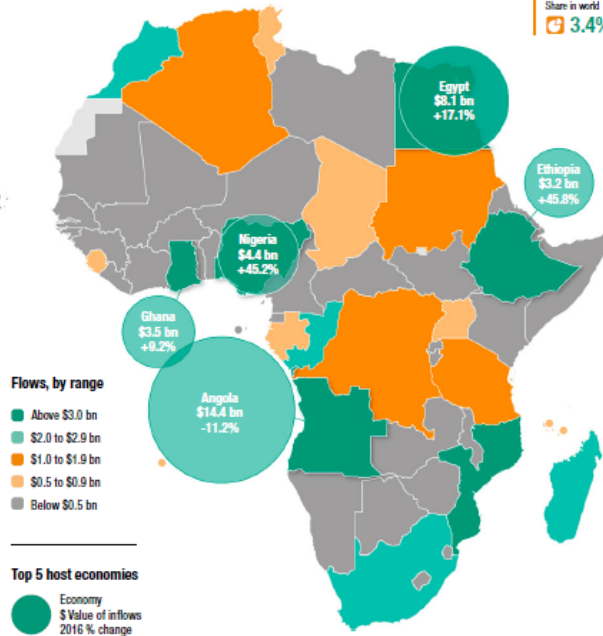 Share in world
3.4%
Egypt
$8.1 bn
+17.1%
Ethiopia
$3.2 bn
+45.8%
Nigeria
$4.4 bn
+45.2%
Ghana
$3.5 bn
+9.2%
Angola
$14.4 bn
-11.2%
Flows, by range
Above $3.0 bn
$2.0 to $2.9 bn
$1.0 to $1.9 bn
$0.5 to $0.9 bn
Below $0.5 bn
Top 5 host economies
Economy
$ Value of inflows
2016 % change